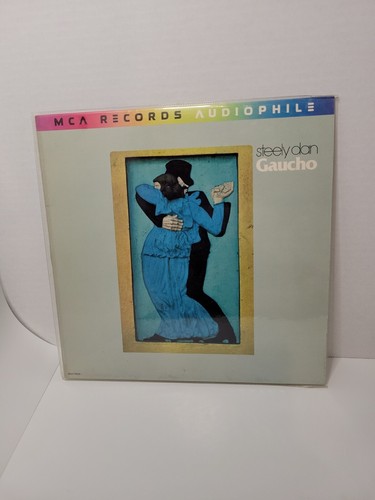 MCA RECORDS AUDIOPHILE
steely dan
Gaucho